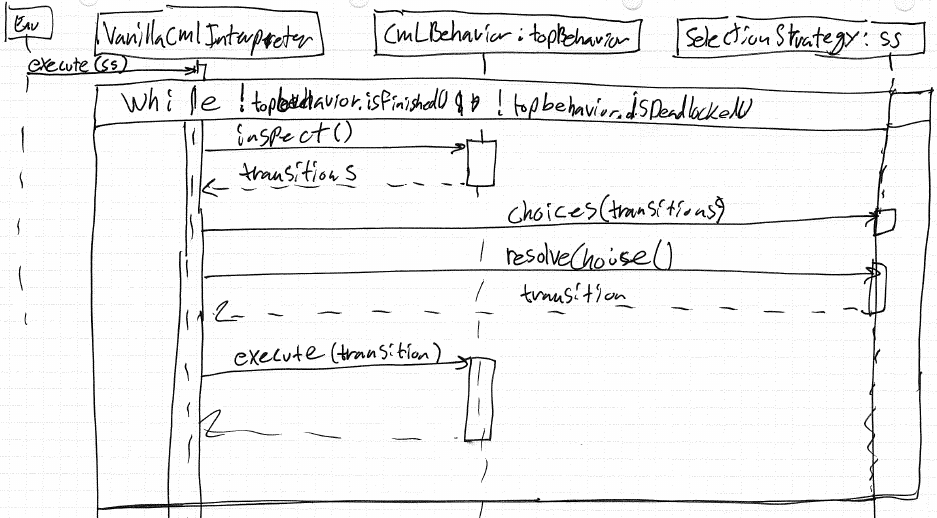 Env
VanillaCmlInterpreter
CmLBehavior : topBehavior
SelectionStrategy: ss
execute(ss)
While !topbehavior.isFinished() && !topbehavior.isDeadlocked()
inspect()
transitions
choices(transitions)
resolveChoise()
transition
execute(transition)